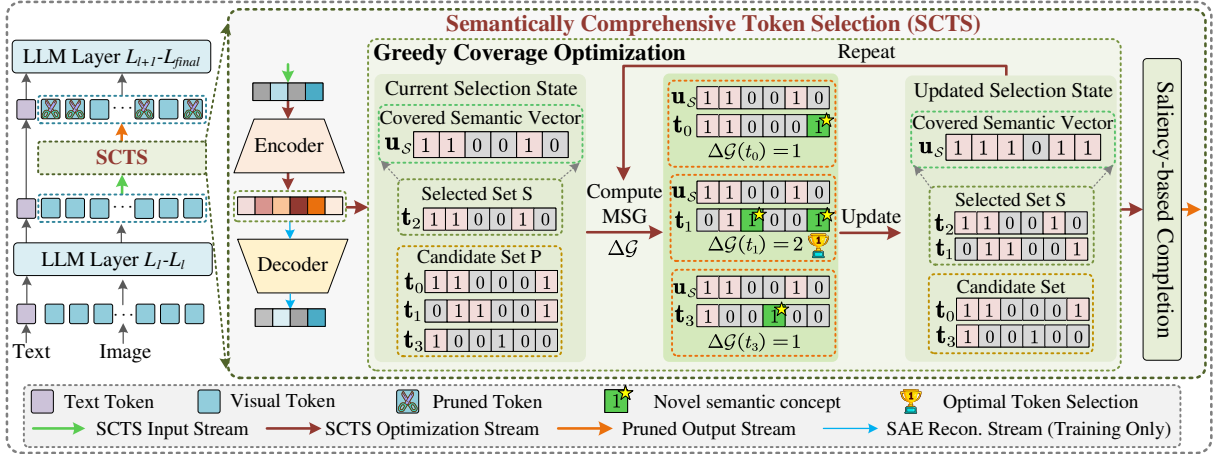 Semantically Comprehensive Token Selection (SCTS)
LLM Layer L_{l+1}-L_{final}
SCTS
LLM Layer L_1-L_l
Text
Image
Encoder
Decoder
Greedy Coverage Optimization
Repeat
Current Selection State
Covered Semantic Vector
u_S 1 1 0 0 1 0
Selected Set S
t_2 1 1 0 0 1 0
Candidate Set P
t_0 1 1 0 0 0 1
t_1 0 1 1 0 0 1
t_3 1 0 0 1 0 0
Compute
MSG
ΔG
u_S 1 1 0 0 1 0
t_0 1 1 0 0 0 1
ΔG(t_0) = 1
u_S 1 1 0 0 1 0
t_1 0 1 1 0 0 1
ΔG(t_1) = 2 1
u_S 1 1 0 0 1 0
t_3 1 0 0 1 0 0
ΔG(t_3) = 1
Update
Updated Selection State
Covered Semantic Vector
u_S 1 1 1 0 1 1
Selected Set S
t_2 1 1 0 0 1 0
t_1 0 1 1 0 0 1
Candidate Set
t_0 1 1 0 0 0 1
t_3 1 0 0 1 0 0
Saliency-based Completion
Text Token
Visual Token
Pruned Token
1 Novel semantic concept
1 Optimal Token Selection
SCTS Input Stream
SCTS Optimization Stream
Pruned Output Stream
SAE Recon. Stream (Training Only)